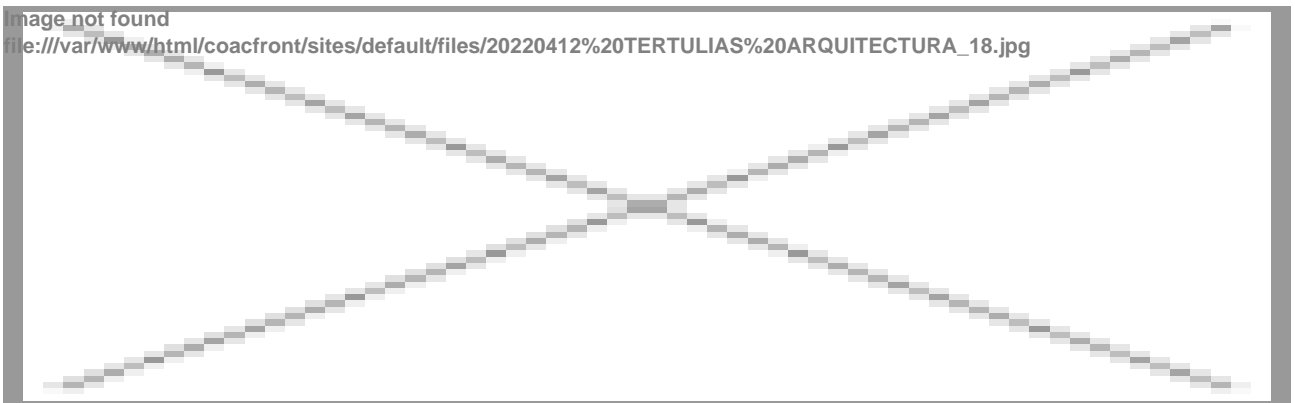 Image not found
file:///var/www/html/coacfront/sites/default/files/20220412%20TERTULIAS%20ARQUITECTURA_18.jpg